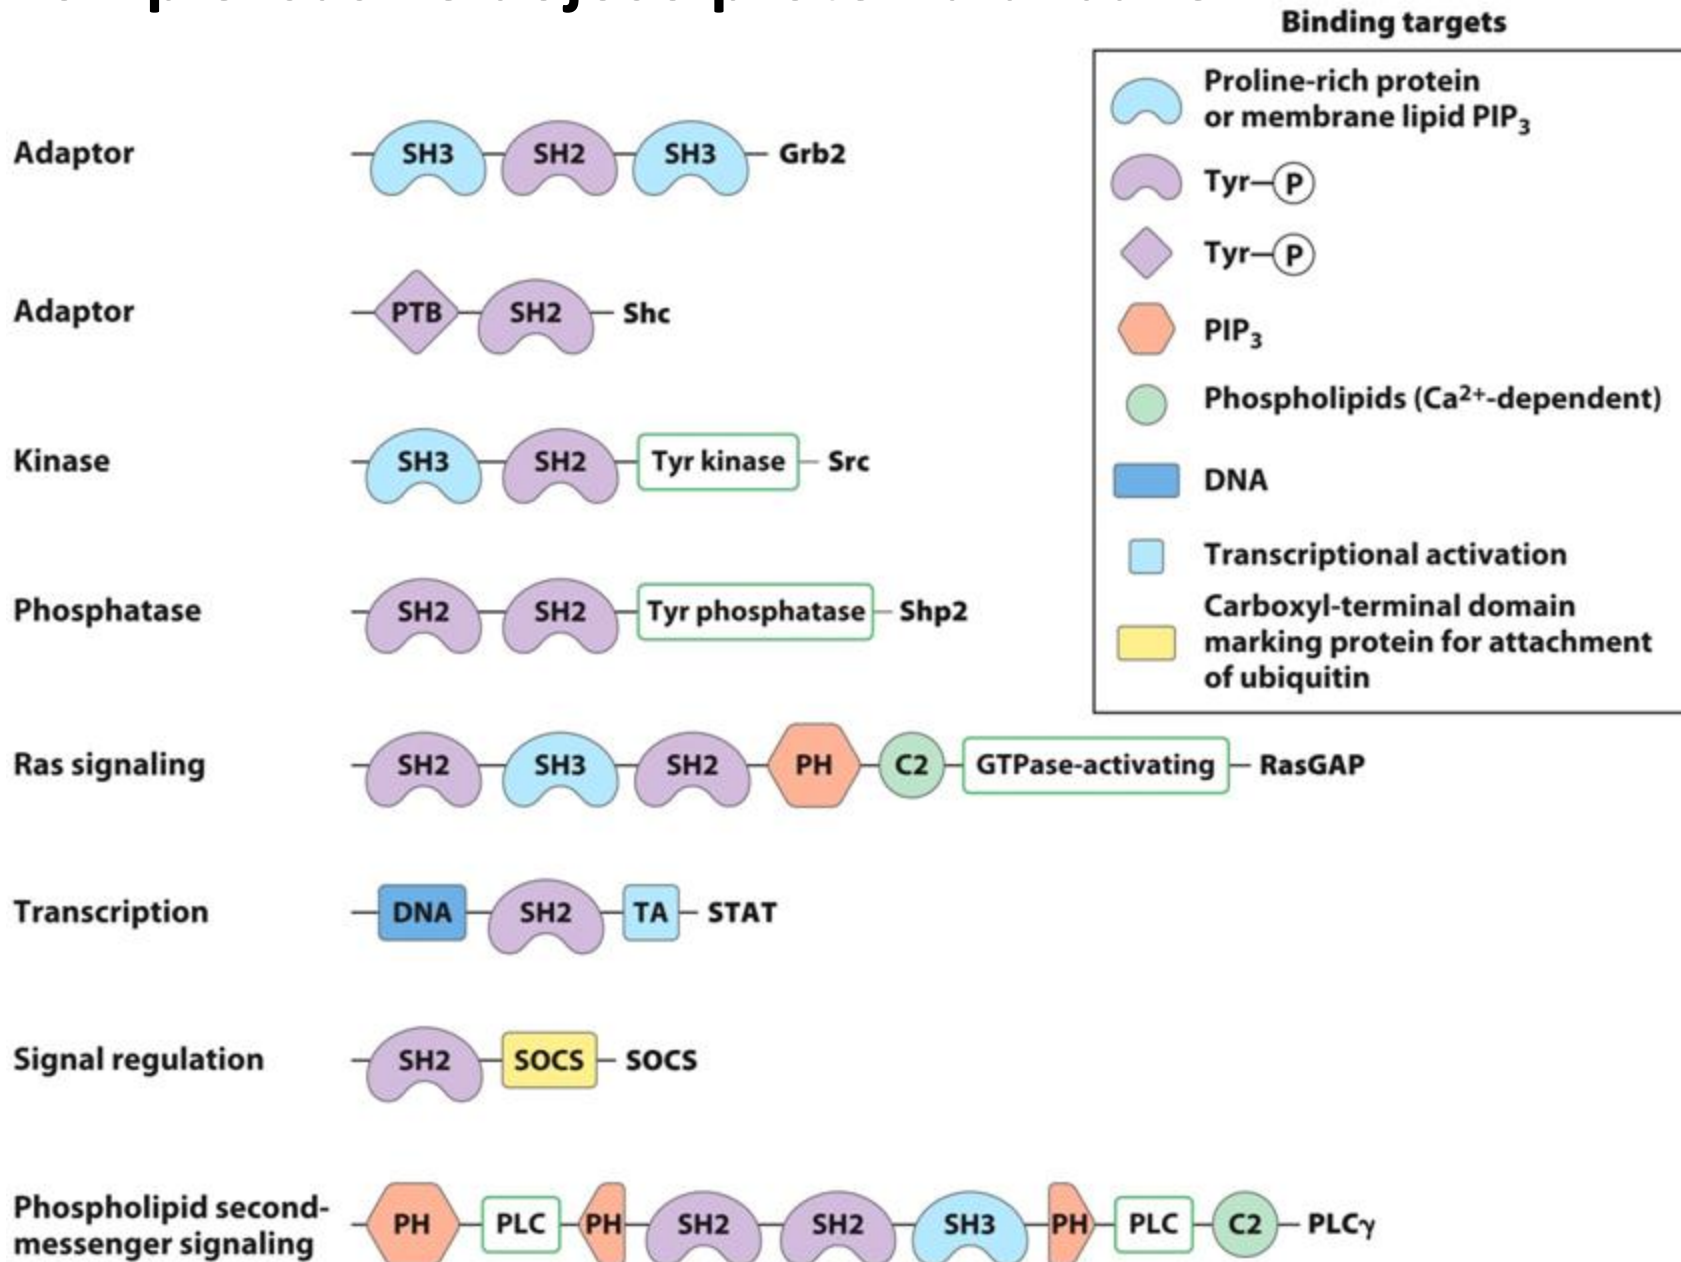 Binding targets
Proline-rich protein
or membrane lipid PIP₃
Tyr—P
Tyr—P
PIP₃
Phospholipids (Ca²⁺-dependent)
DNA
Transcriptional activation
Carboxyl-terminal domain
marking protein for attachment
of ubiquitin
Adaptor SH3 SH2 SH3 Grb2
Adaptor PTB SH2 Shc
Kinase SH3 SH2 Tyr kinase Src
Phosphatase SH2 SH2 Tyr phosphatase Shp2
Ras signaling SH2 SH3 SH2 PH C2 GTPase-activating RasGAP
Transcription DNA SH2 TA STAT
Signal regulation SH2 SOCS SOCS
Phospholipid second-
messenger signaling PH PLC PH SH2 SH2 SH3 PH PLC C2 PLCγ